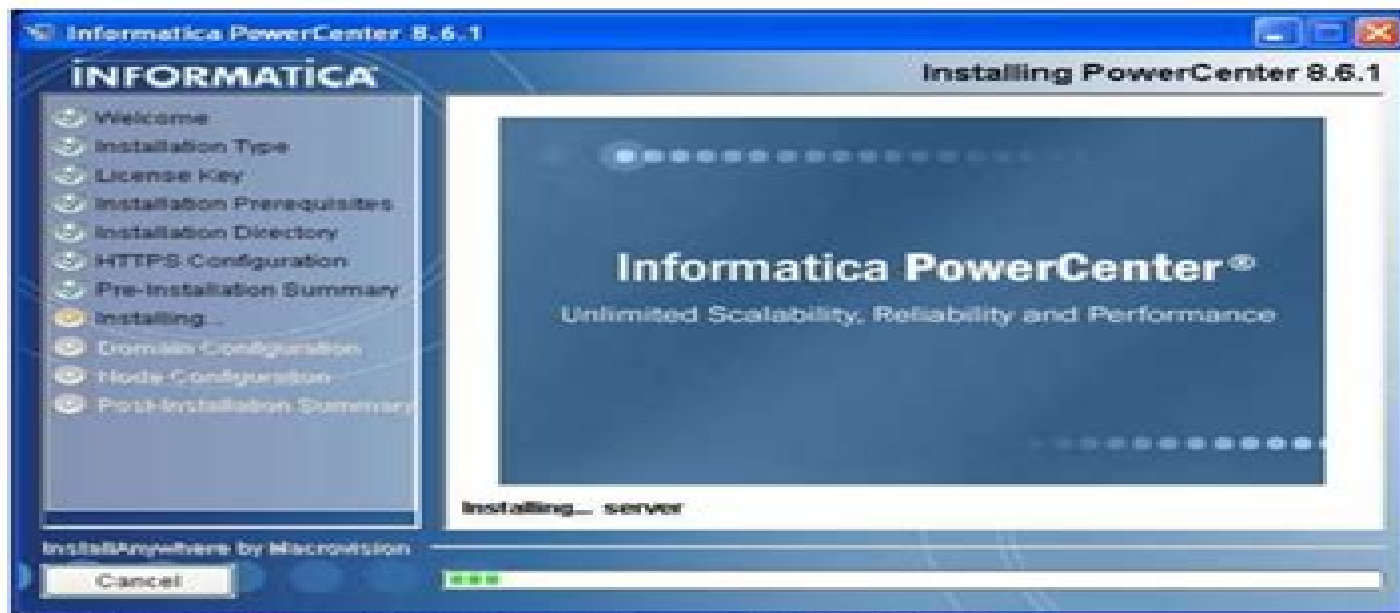 Informatica PowerCenter 8.6.1
INFORMATICA
Installing PowerCenter 8.6.1
Welcome
Installation Type
License Key
Installation Prerequisites
Installation Directory
HTTPS Configuration
Pre-Installation Summary
Installing...
Domain Configuration
Node Configuration
Post-Installation Summary
Informatica PowerCenter®
Unlimited Scalability, Reliability and Performance
Installing... server
InstallAnywhere by Macrovision
Cancel